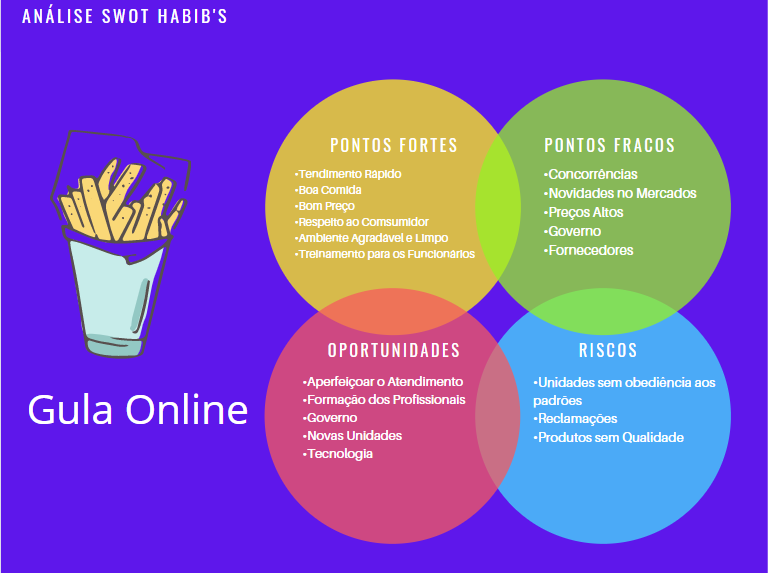 ANÁLISE SWOT HABIB'S
PONTOS FORTES
•Tendimento Rápido
•Boa Comida
•Bom Preço
•Respeito ao Comsumidor
•Ambiente Agradável e Limpo
•Treinamento para os Funcionários
PONTOS FRACOS
•Concorrências
•Novidades no Mercados
•Preços Altos
•Governo
•Fornecedores
OPORTUNIDADES
•Aperfeiçoar o Atendimento
•Formação dos Profissionais
•Governo
•Novas Unidades
•Tecnologia
RISCOS
•Unidades sem obediência aos
padrões
•Reclamações
•Produtos sem Qualidade
Gula Online